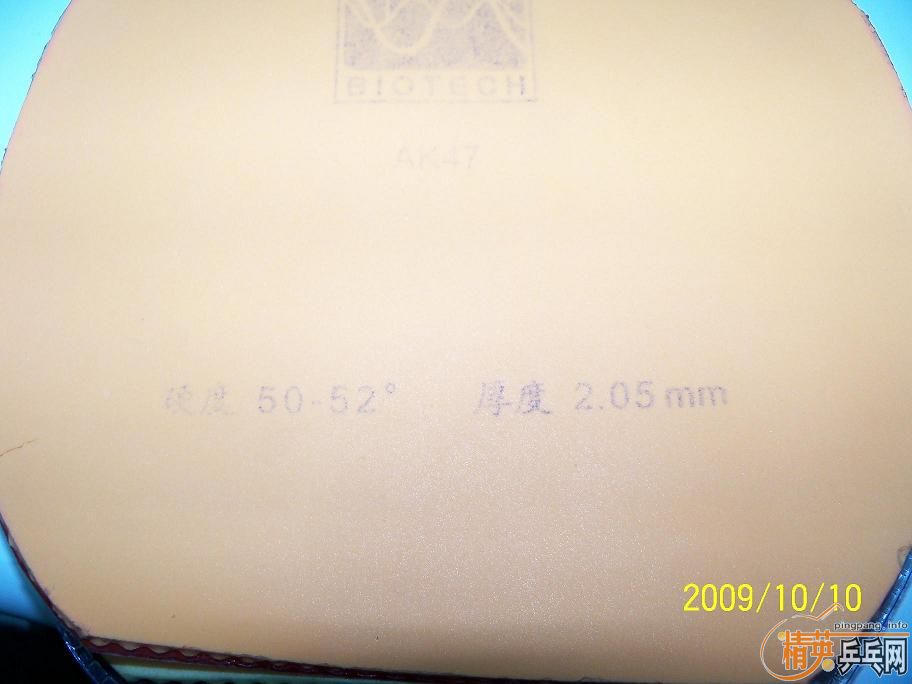 BIOTECH
AK47
硬度 50-52° 厚度 2.05mm
2009/10/10
pingpang.info
精英乒乓网